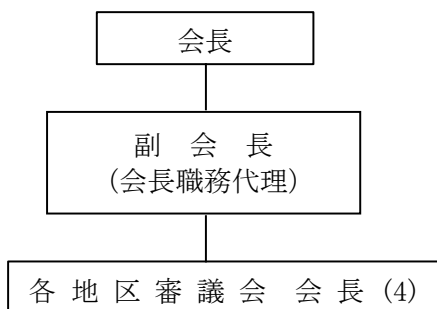 会長
副 会 長
(会長職務代理)
各 地 区 審 議 会 会 長 (4)